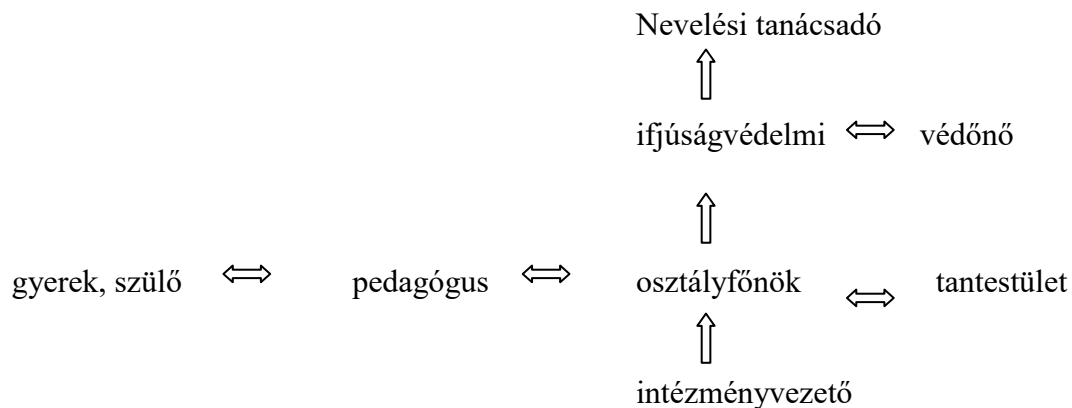 Nevelési tanácsadó
ifjúságvédelmi védőnő
gyerek, szülő pedagógus osztályfőnök tantestület
intézményvezető